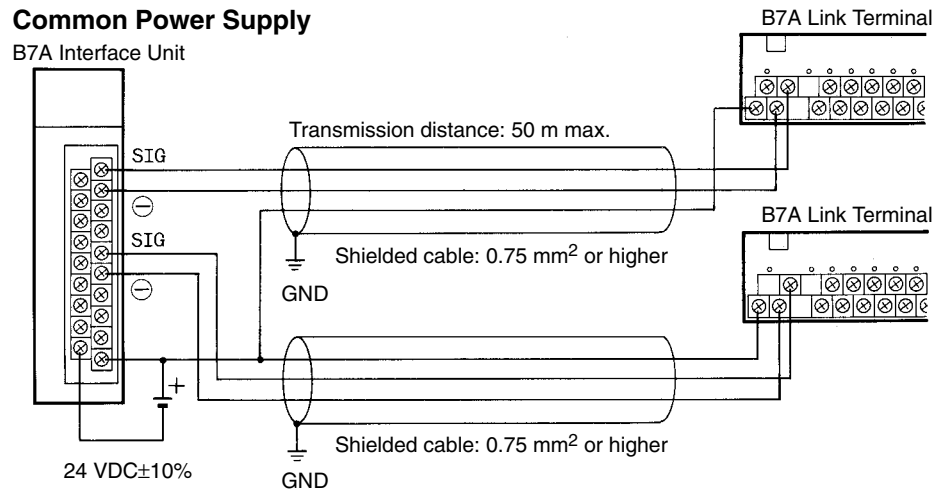 Common Power Supply
B7A Interface Unit
B7A Link Terminal
Transmission distance: 50 m max.
SIG
⊖
SIG
⊖
Shielded cable: 0.75 mm² or higher
GND
B7A Link Terminal
+
Shielded cable: 0.75 mm² or higher
GND
24 VDC±10%